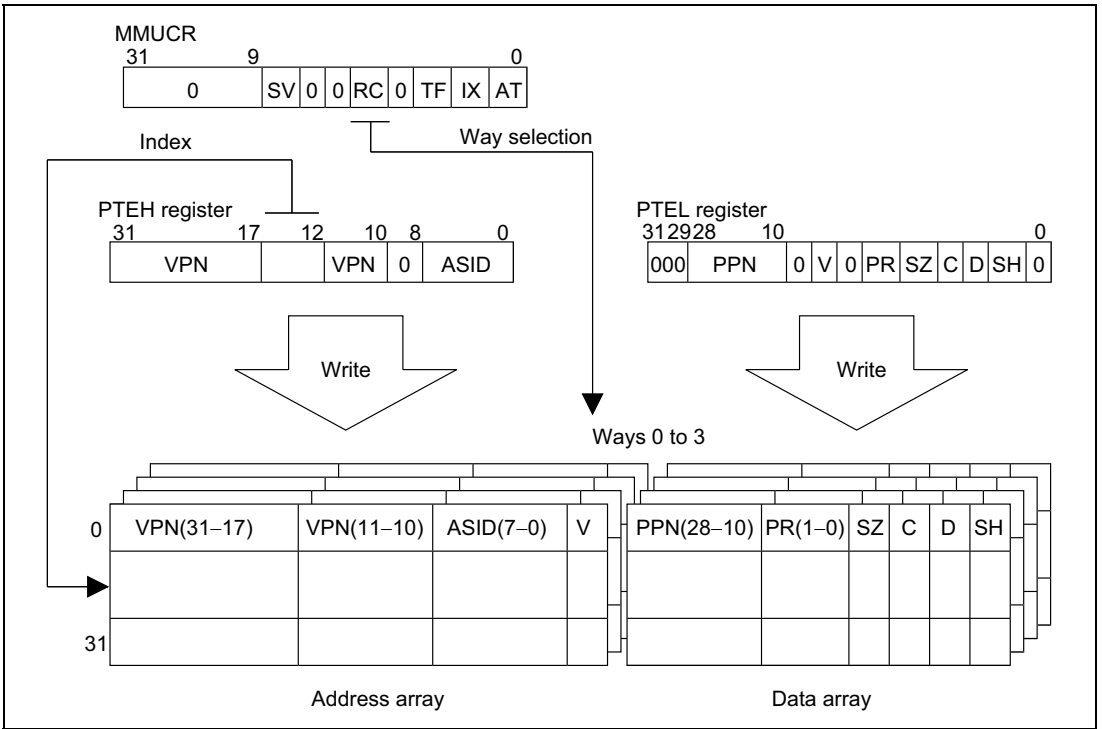 MMUCR
31 9 0
0 SV 0 0 RC 0 TF IX AT
Index
Way selection
PTEH register
31 17 12 10 8 0
VPN VPN 0 ASID
PTEL register
31 29 28 10 0
000 PPN 0 V 0 PR SZ C D SH 0
Write
Write
Ways 0 to 3
0 VPN(31–17) VPN(11–10) ASID(7–0) V PPN(28–10) PR(1–0) SZ C D SH
31
Address array
Data array